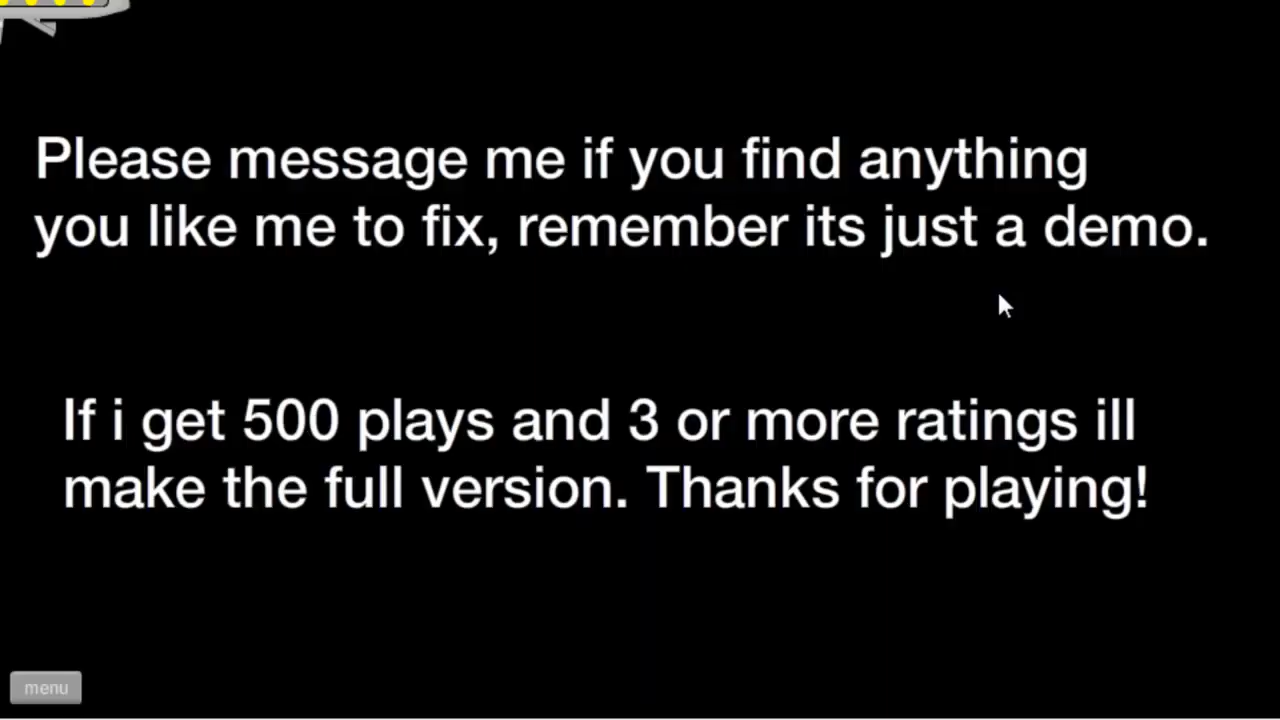 Please message me if you find anything
you like me to fix, remember its just a demo.
If i get 500 plays and 3 or more ratings ill
make the full version. Thanks for playing!
menu